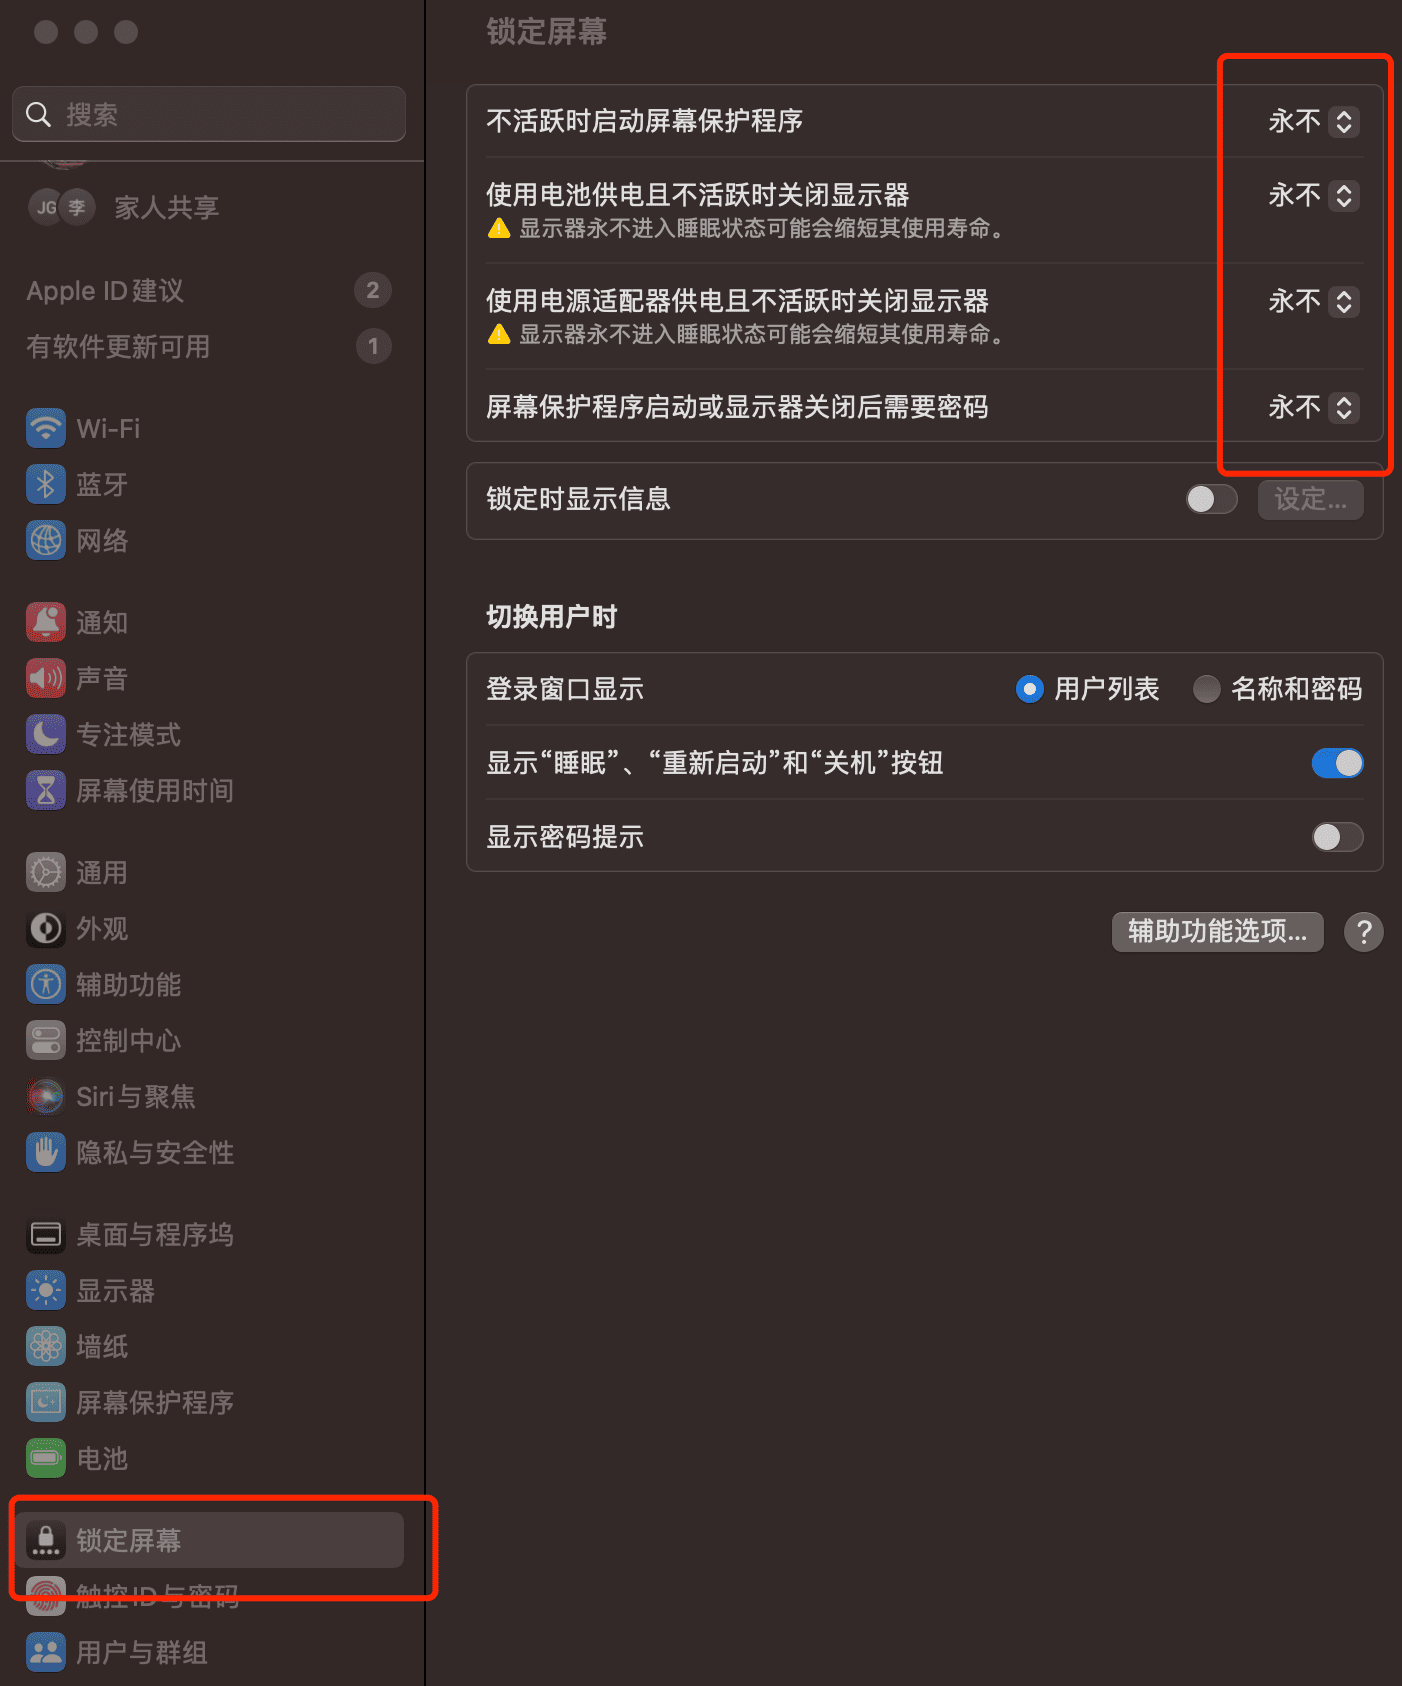 搜索
JG 李 家人共享
Apple ID建议 2
有软件更新可用 1
Wi-Fi
蓝牙
网络
通知
声音
专注模式
屏幕使用时间
通用
外观
辅助功能
控制中心
Siri与聚焦
隐私与安全性
桌面与程序坞
显示器
墙纸
屏幕保护程序
电池
锁定屏幕
触控ID与密码
用户与群组
锁定屏幕
不活跃时启动屏幕保护程序 永不
使用电池供电且不活跃时关闭显示器 永不
显示器永不进入睡眠状态可能会缩短其使用寿命。
使用电源适配器供电且不活跃时关闭显示器 永不
显示器永不进入睡眠状态可能会缩短其使用寿命。
屏幕保护程序启动或显示器关闭后需要密码 永不
锁定时显示信息 设定...
切换用户时
登录窗口显示 用户列表 名称和密码
显示“睡眠”、“重新启动”和“关机”按钮
显示密码提示
辅助功能选项... ?